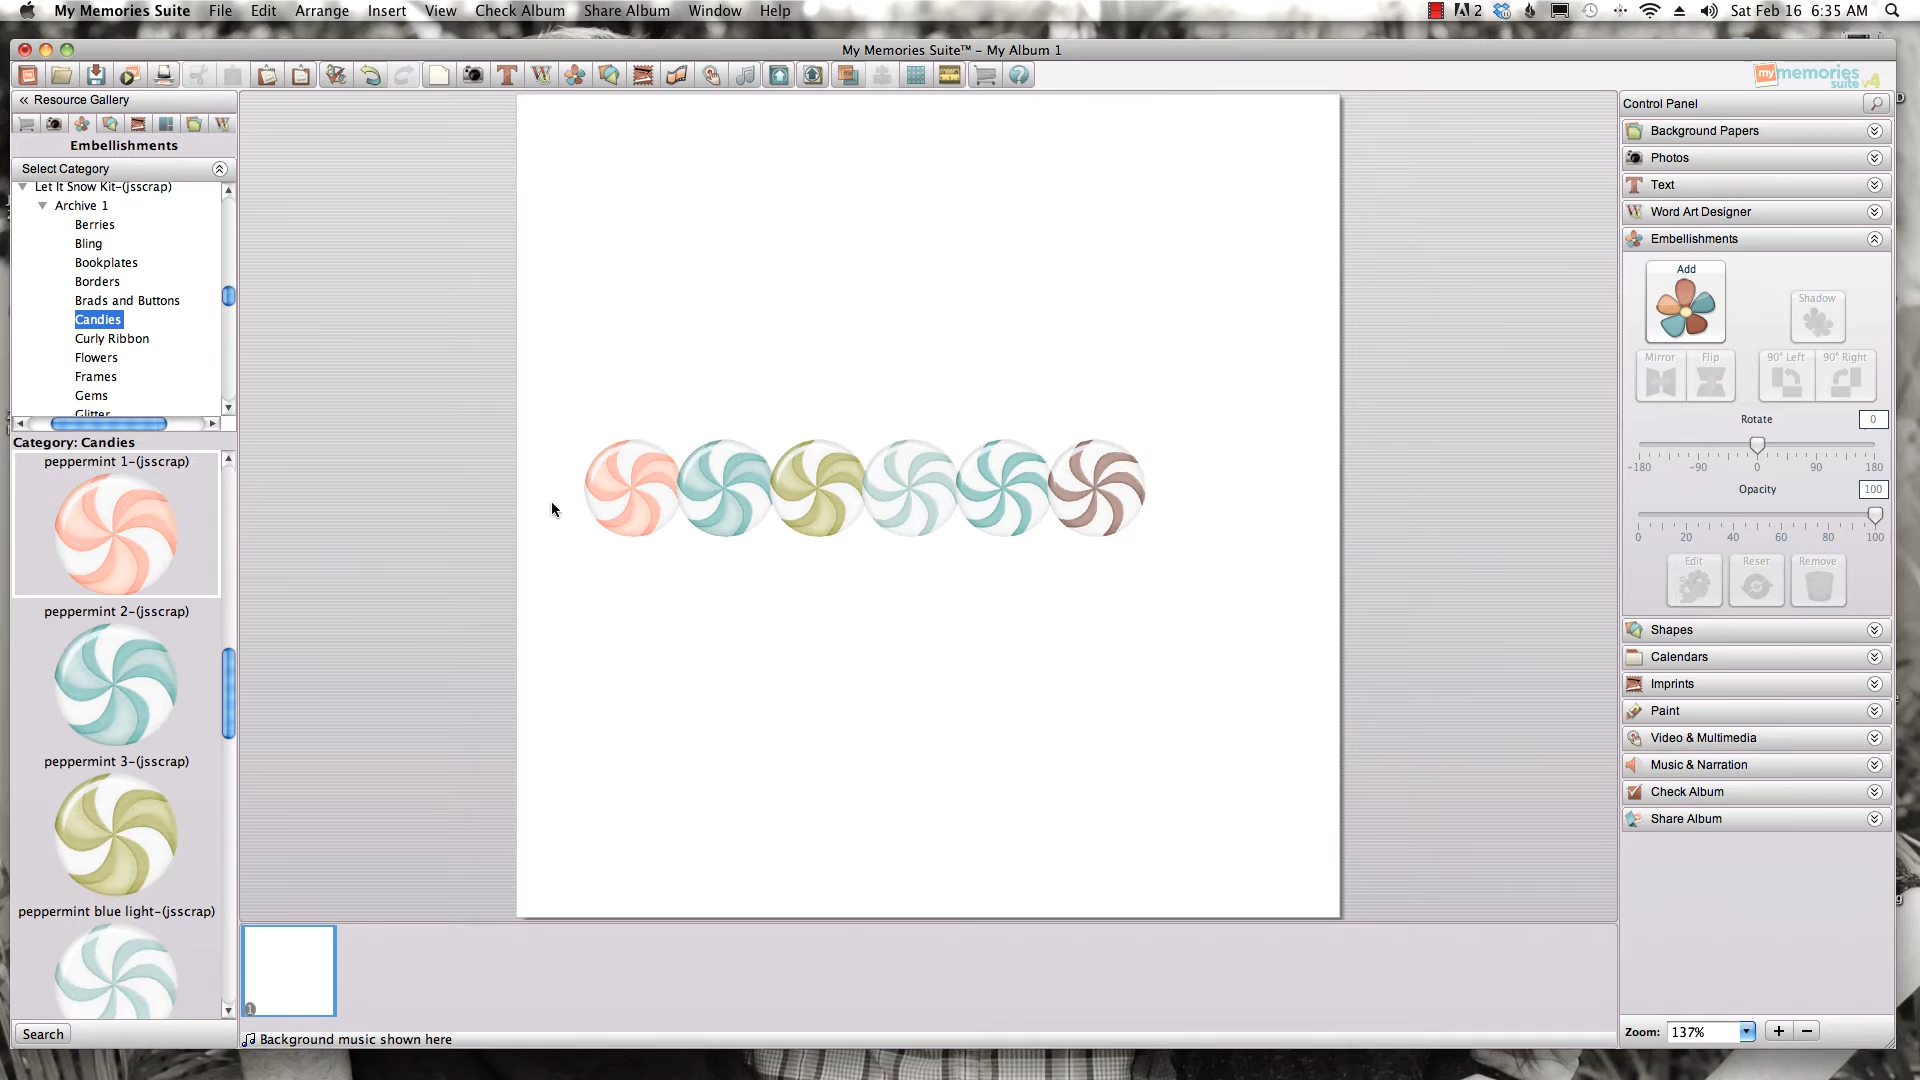 My Memories Suite File Edit Arrange Insert View Check Album Share Album Window Help
2 Sat Feb 16 6:35 AM
My Memories Suite™ – My Album 1
my memories suite v4
« Resource Gallery
Embellishments
Select Category
Let It Snow Kit-(jsscrap)
Archive 1
Berries
Bling
Bookplates
Borders
Brads and Buttons
Candies
Curly Ribbon
Flowers
Frames
Gems
Glitter
Category: Candies
peppermint 1-(jsscrap)
peppermint 2-(jsscrap)
peppermint 3-(jsscrap)
peppermint blue light-(jsscrap)
Search
1
Background music shown here
Control Panel
Background Papers
Photos
Text
Word Art Designer
Embellishments
Add
Shadow
Mirror Flip 90° Left 90° Right
Rotate 0
-180 -90 0 90 180
Opacity 100
0 20 40 60 80 100
Edit Reset Remove
Shapes
Calendars
Imprints
Paint
Video & Multimedia
Music & Narration
Check Album
Share Album
Zoom: 137% + −